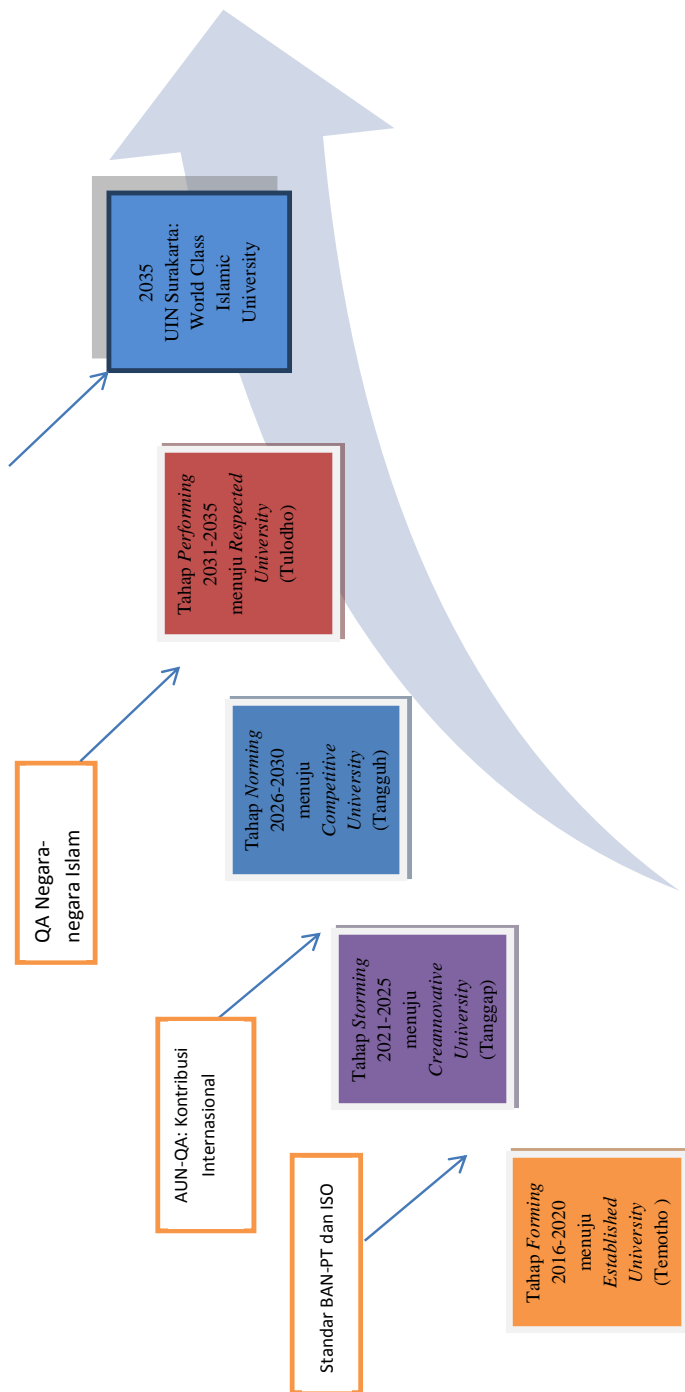 Standar BAN-PT dan ISO
AUN-QA: Kontribusi
Internasional
QA Negara-
negara Islam
Tahap Forming
2016-2020
menuju
Established
University
(Temotho )
Tahap Storming
2021-2025
menuju
Creannovative
University
(Tanggap)
Tahap Norming
2026-2030
menuju
Competitive
University
(Tangguh)
Tahap Performing
2031-2035
menuju Respected
University
(Tulodho)
2035
UIN Surakarta:
World Class
Islamic
University